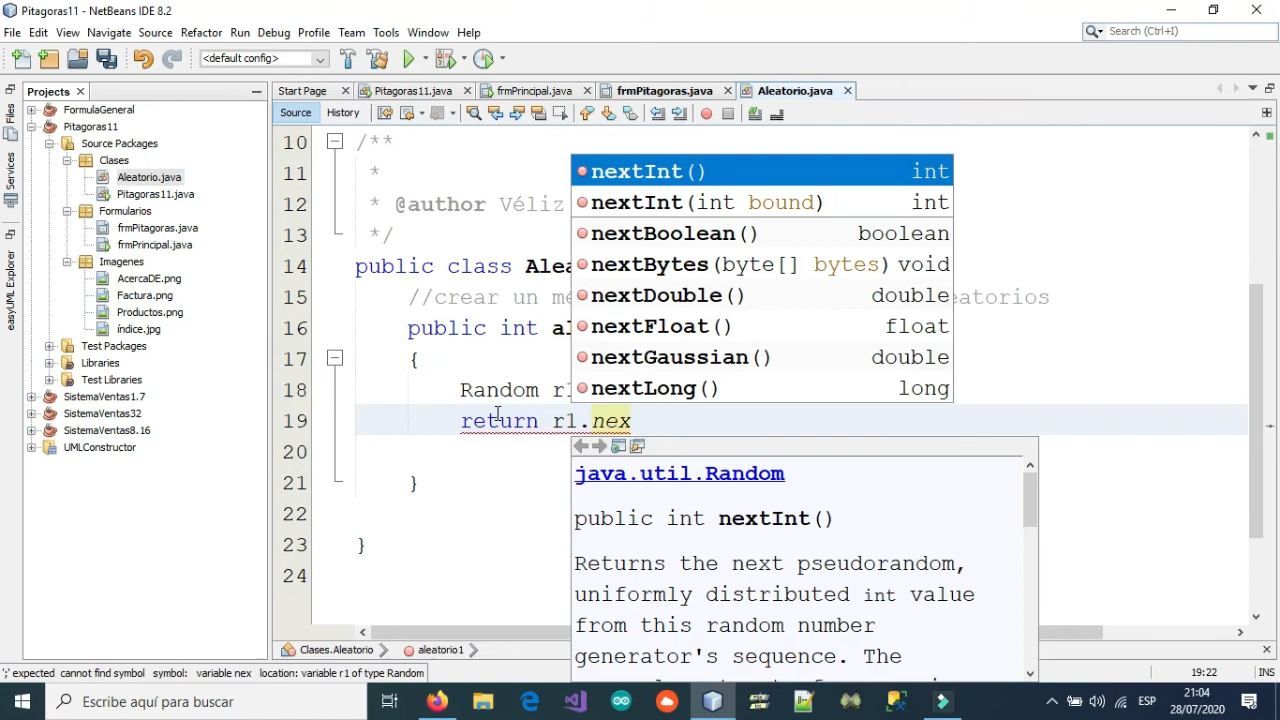 Pitagoras11 - NetBeans IDE 8.2
File Edit View Navigate Source Refactor Run Debug Profile Team Tools Window Help
Search (Ctrl+I)
<default config>
Projects
Start Page
Pitagoras11.java
frmPrincipal.java
frmPitagoras.java
Aleatorio.java
Source
History
Files
Services
easyUML Explorer
FormulaGeneral
Pitagoras11
Source Packages
Clases
Aleatorio.java
Pitagoras11.java
Formularios
frmPitagoras.java
frmPrincipal.java
Imagenes
AcercaDE.png
Factura.png
Productos.png
índice.jpg
Test Packages
Libraries
Test Libraries
SistemaVentas1.7
SistemaVentas32
SistemaVentas8.16
UMLConstructor
10 /**
11 *
12 * @author Véliz
13 */
14 public class Alea
15 //crear un mé eatorios
16 public int al
17 {
18 Random r1
19 return r1.nex
20
21 }
22
23 }
24
nextInt() int
nextInt(int bound) int
nextBoolean() boolean
nextBytes(byte[] bytes) void
nextDouble() double
nextFloat() float
nextGaussian() double
nextLong() long
java.util.Random
public int nextInt()
Returns the next pseudorandom,
uniformly distributed int value
from this random number
generator's sequence. The
Clases.Aleatorio
aleatorio1
';' expected cannot find symbol symbol: variable nex location: variable r1 of type Random
19:22
INS
Escribe aquí para buscar
ESP
21:04
28/07/2020